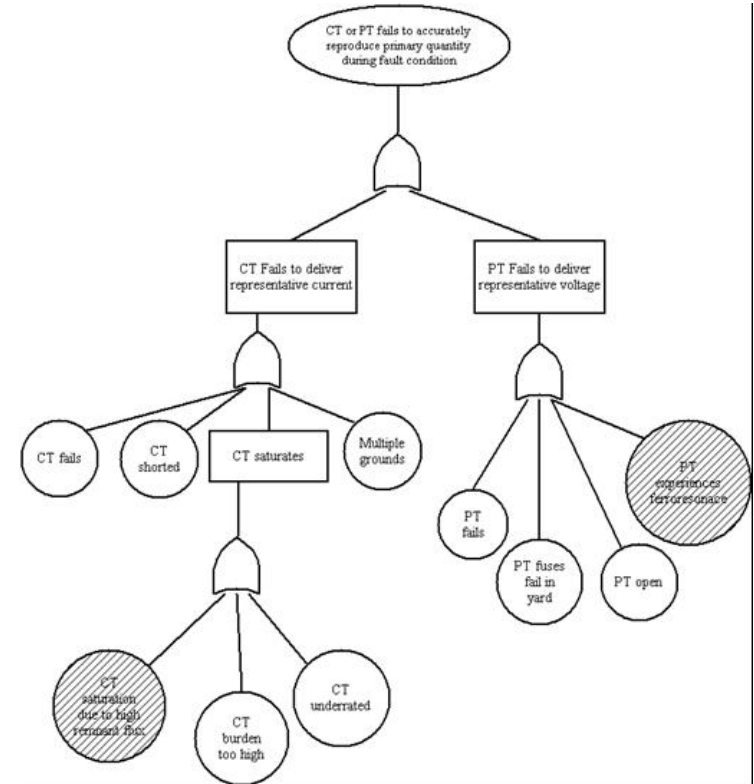 CT or PT fails to accurately
reproduce primary quantity
during fault condition
CT Fails to deliver
representative current
PT Fails to deliver
representative voltage
CT fails
CT
shorted
CT saturates
Multiple
grounds
PT
experiences
ferroresonace
PT
fails
PT fuses
fail in
yard
PT open
CT
saturation
due to high
remnant flux
CT
burden
too high
CT
underrated